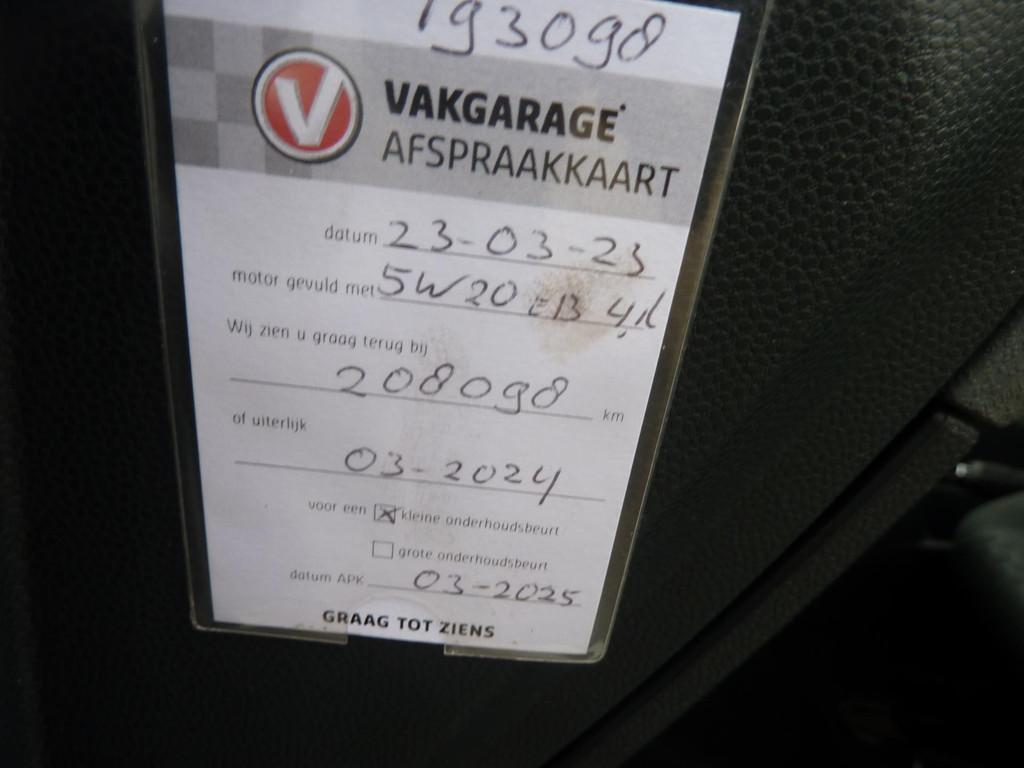 193098
V VAKGARAGE
AFSPRAAKKAART
datum 23-03-23
motor gevuld met 5W20 EB 4,1l
Wij zien u graag terug bij
208098 km
of uiterlijk
03-2024
voor een kleine onderhoudsbeurt
grote onderhoudsbeurt
datum APK 03-2025
GRAAG TOT ZIENS